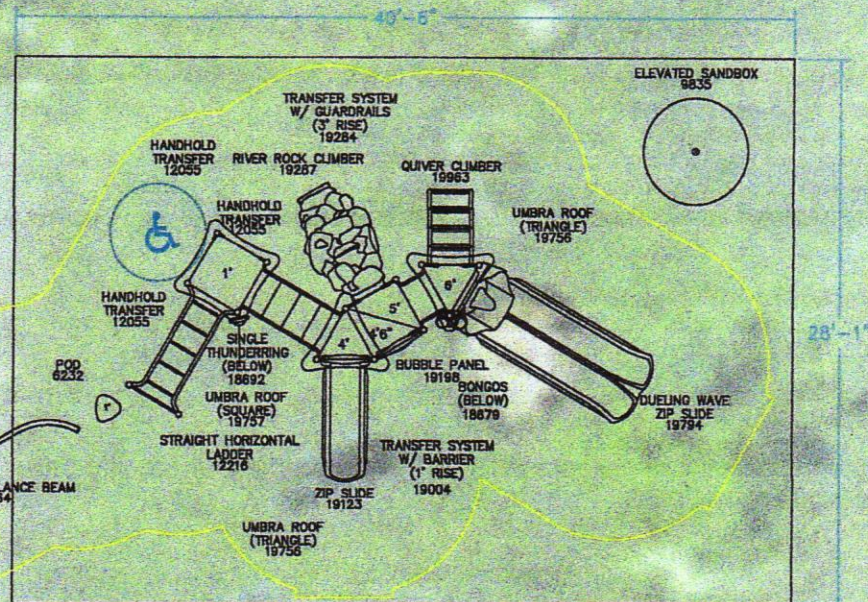 40'-6"
ELEVATED SANDBOX
9835
TRANSFER SYSTEM
W/ GUARDRAILS
(3' RISE)
19284
HANDHOLD
TRANSFER
12055
RIVER ROCK CLIMBER
19287
QUIVER CLIMBER
19963
HANDHOLD
TRANSFER
12055
UMBRA ROOF
(TRIANGLE)
19756
1'
6'
5'
HANDHOLD
TRANSFER
12055
28'-1"
4'
4'6"
SINGLE
THUNDERRING
(BELOW)
18692
BUBBLE PANEL
19198
POD
6232
1'
BONGOS
(BELOW)
18679
DUELING WAVE
ZIP SLIDE
19794
UMBRA ROOF
(SQUARE)
19757
STRAIGHT HORIZONTAL
LADDER
12216
TRANSFER SYSTEM
W/ BARRIER
(1' RISE)
19004
LANCE BEAM
ZIP SLIDE
19123
UMBRA ROOF
(TRIANGLE)
19756